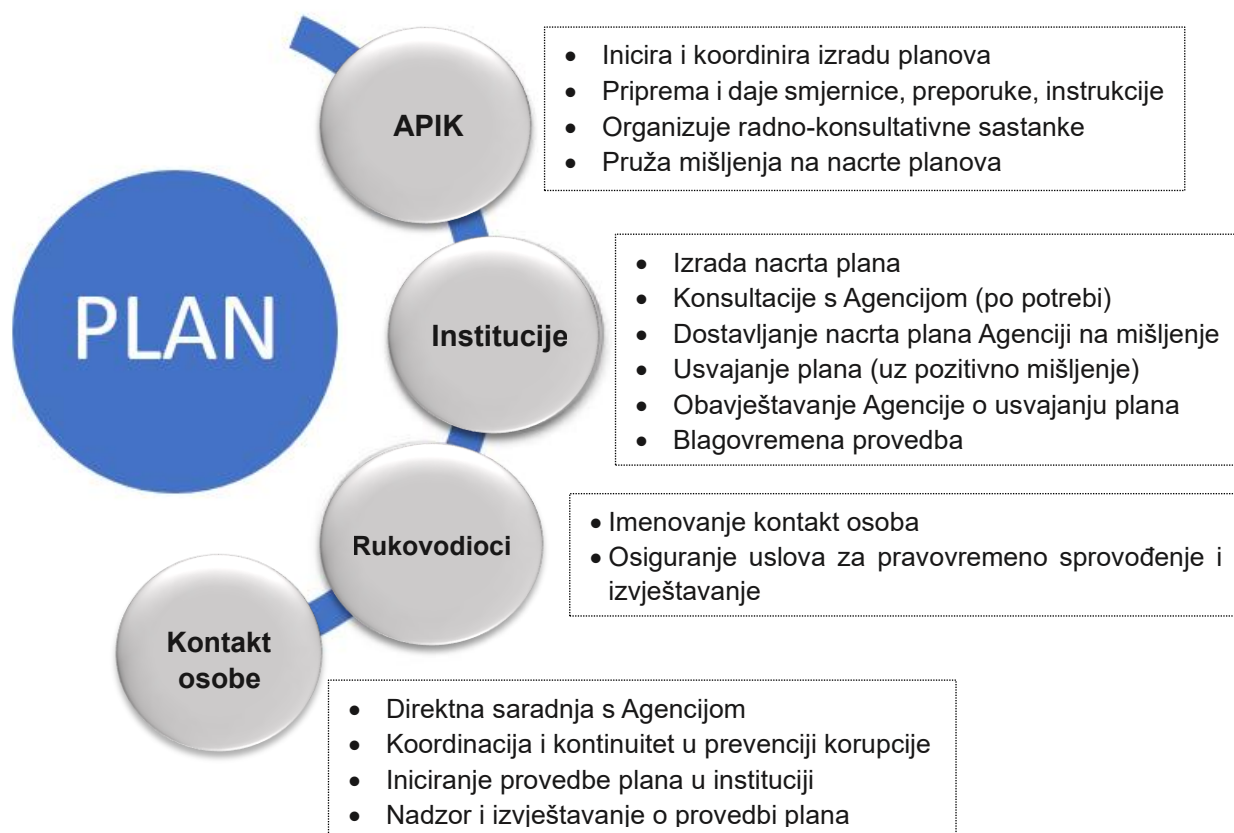 PLAN
APIK
• Inicira i koordinira izradu planova
• Priprema i daje smjernice, preporuke, instrukcije
• Organizuje radno-konsultativne sastanke
• Pruža mišljenja na nacrte planova
Institucije
• Izrada nacrta plana
• Konsultacije s Agencijom (po potrebi)
• Dostavljanje nacrta plana Agenciji na mišljenje
• Usvajanje plana (uz pozitivno mišljenje)
• Obavještavanje Agencije o usvajanju plana
• Blagovremena provedba
Rukovodioci
• Imenovanje kontakt osoba
• Osiguranje uslova za pravovremeno sprovođenje i
izvještavanje
Kontakt
osobe
• Direktna saradnja s Agencijom
• Koordinacija i kontinuitet u prevenciji korupcije
• Iniciranje provedbe plana u instituciji
• Nadzor i izvještavanje o provedbi plana